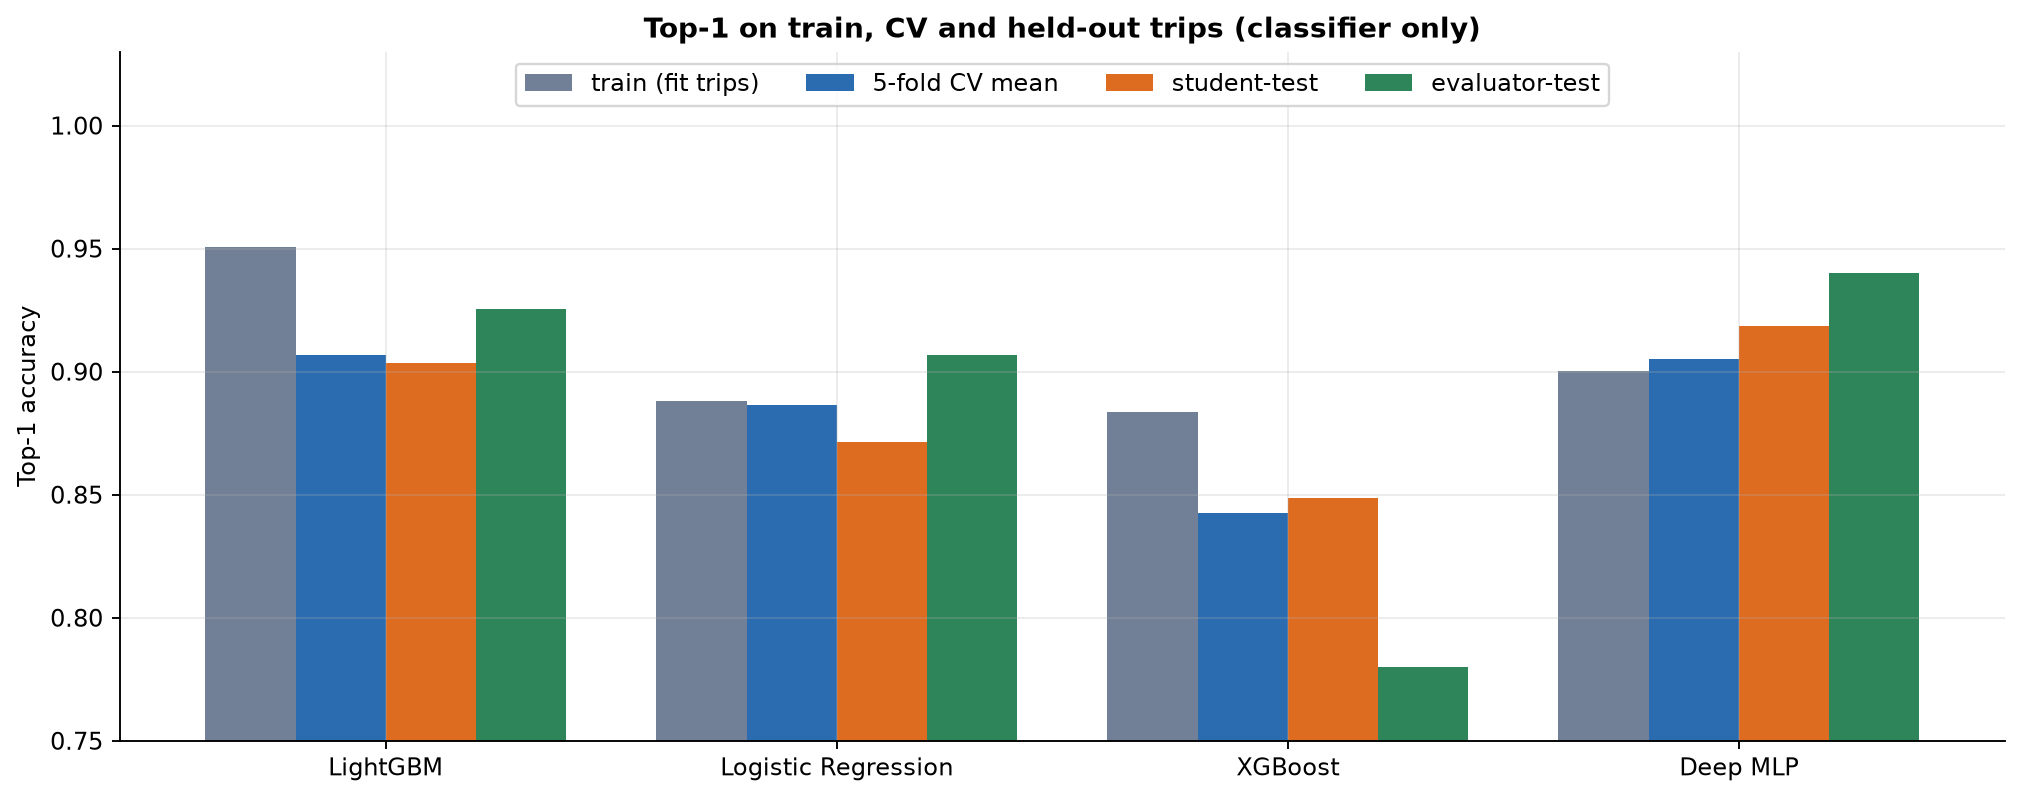 Top-1 on train, CV and held-out trips (classifier only)
train (fit trips) 5-fold CV mean student-test evaluator-test
Top-1 accuracy
1.00
0.95
0.90
0.85
0.80
0.75
LightGBM Logistic Regression XGBoost Deep MLP